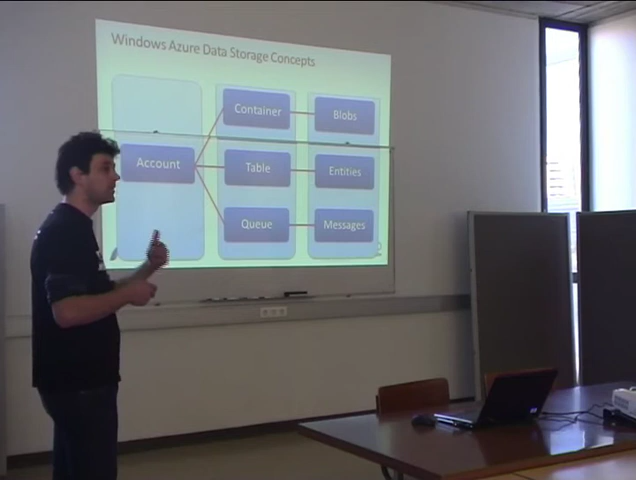 Windows Azure Data Storage Concepts
Container
Blobs
Account
Table
Entities
Queue
Messages